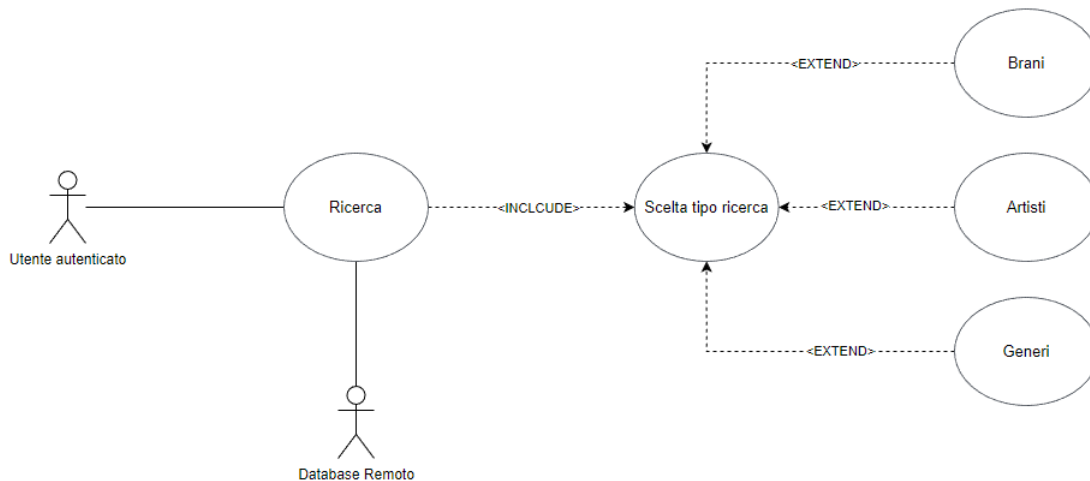 <EXTEND>
Brani
Ricerca
<INCLCUDE>
Scelta tipo ricerca
<EXTEND>
Artisti
Utente autenticato
<EXTEND>
Generi
Database Remoto